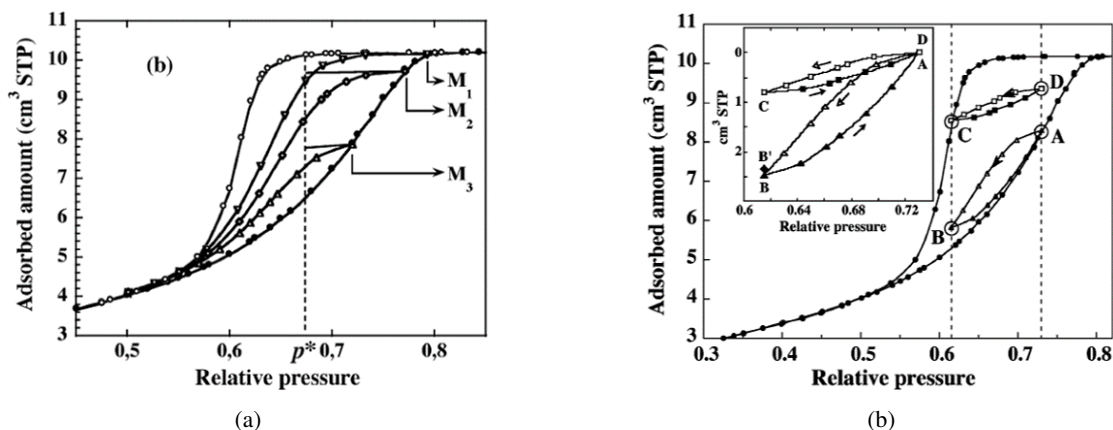 11
10
9
8
7
6
5
4
3
Adsorbed amount (cm³ STP)
(b)
M₁
M₂
M₃
0,5
0,6
p*
0,7
0,8
Relative pressure
(a)
11
10
9
8
7
6
5
4
3
Adsorbed amount (cm³ STP)
0
1
2
cm³ STP
D
A
C
B'
B
0.6
0.64
0.68
0.72
Relative pressure
D
C
A
B
0.3
0.4
0.5
0.6
0.7
0.8
Relative pressure
(b)